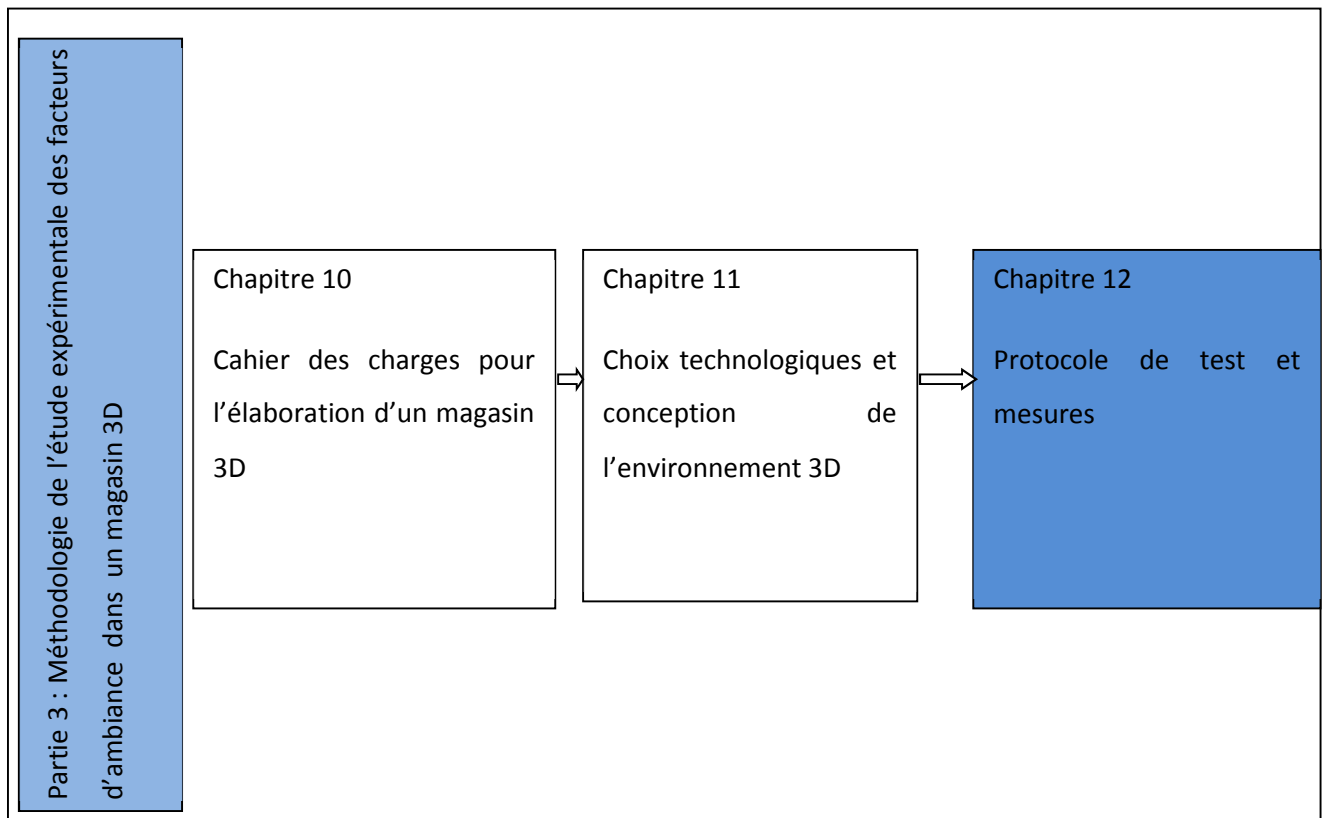 Partie 3 : Méthodologie de l’étude expérimentale des facteurs
d’ambiance dans un magasin 3D
Chapitre 10
Cahier des charges pour
l’élaboration d’un magasin
3D
Chapitre 11
Choix technologiques et
conception de
l’environnement 3D
Chapitre 12
Protocole de test et
mesures